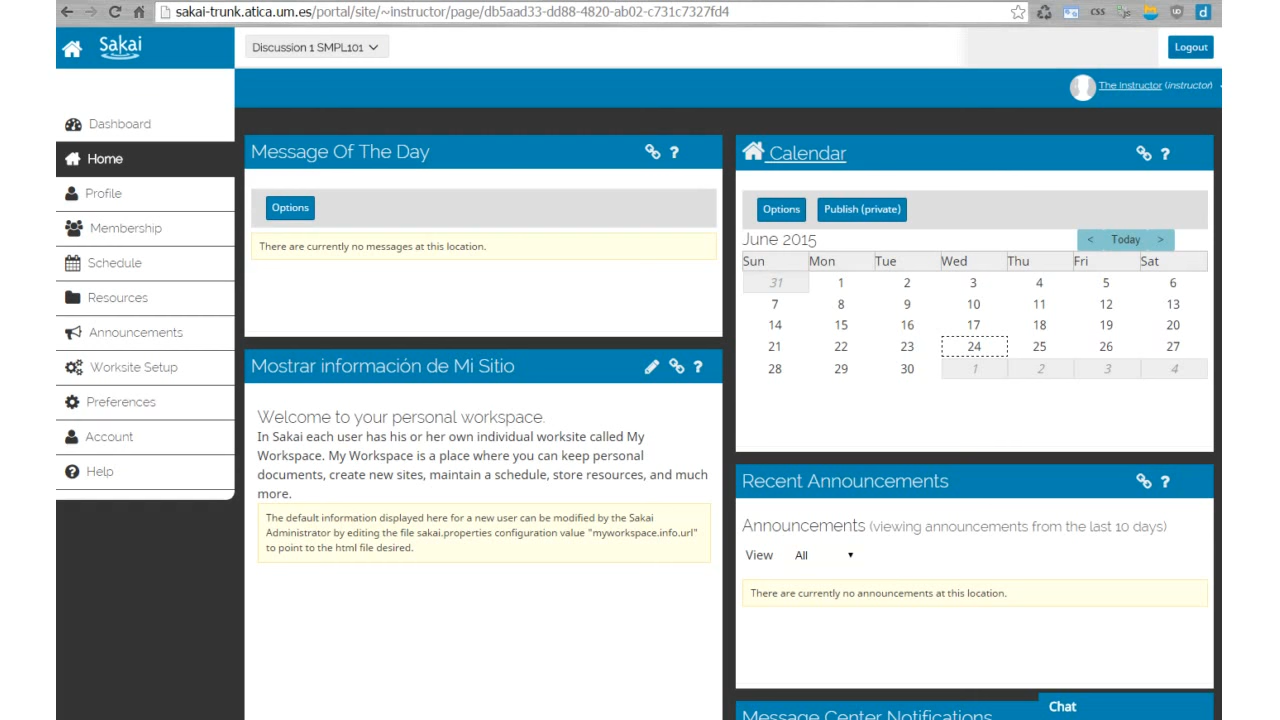 sakai-trunk.atica.um.es/portal/site/~instructor/page/db5aad33-dd88-4820-ab02-c731c7327fd4
CSS
Sakai
Discussion 1 SMPL101
Logout
The Instructor (instructor)
Dashboard
Home
Profile
Membership
Schedule
Resources
Announcements
Worksite Setup
Preferences
Account
Help
Message Of The Day
Options
There are currently no messages at this location.
Mostrar información de Mi Sitio
Welcome to your personal workspace.
In Sakai each user has his or her own individual worksite called My
Workspace. My Workspace is a place where you can keep personal
documents, create new sites, maintain a schedule, store resources, and much
more.
The default information displayed here for a new user can be modified by the Sakai
Administrator by editing the file sakai.properties configuration value "myworkspace.info.url"
to point to the html file desired.
Calendar
Options Publish (private)
June 2015 < Today >
Sun Mon Tue Wed Thu Fri Sat
31 1 2 3 4 5 6
7 8 9 10 11 12 13
14 15 16 17 18 19 20
21 22 23 24 25 26 27
28 29 30 1 2 3 4
Recent Announcements
Announcements (viewing announcements from the last 10 days)
View All
There are currently no announcements at this location.
Message Center Notifications
Chat